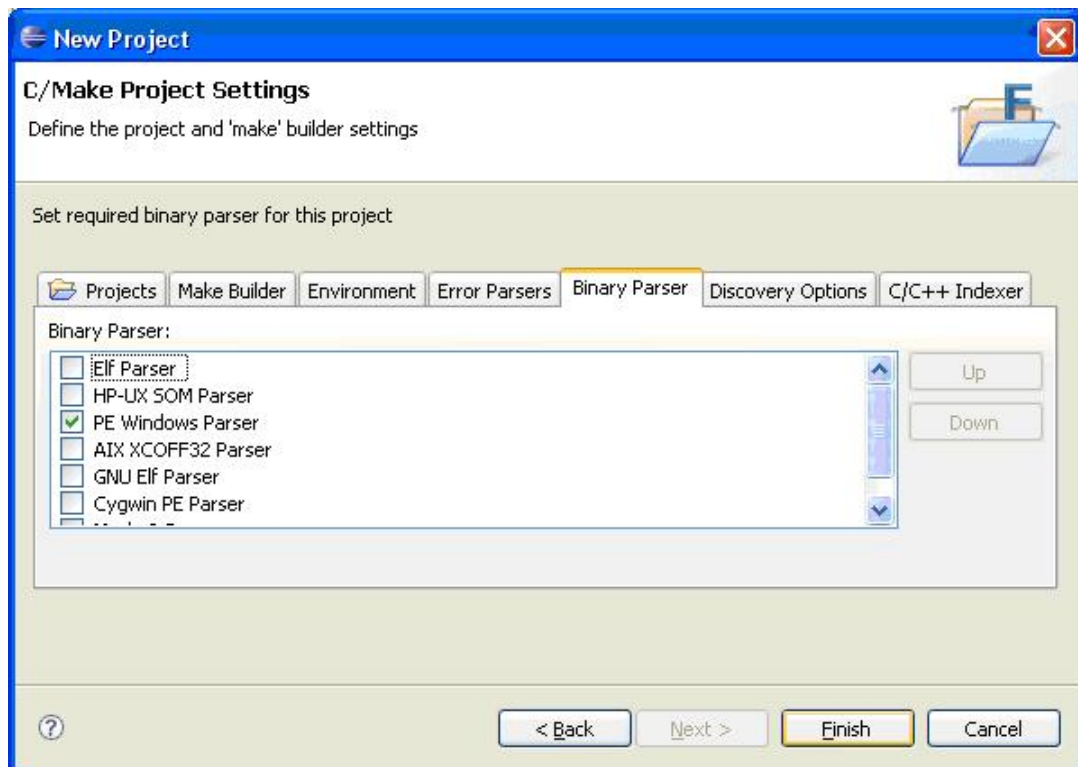 New Project
C/Make Project Settings
Define the project and 'make' builder settings
F
Set required binary parser for this project
Projects Make Builder Environment Error Parsers Binary Parser Discovery Options C/C++ Indexer
Binary Parser:
Elf Parser
HP-UX SOM Parser
PE Windows Parser
AIX XCOFF32 Parser
GNU Elf Parser
Cygwin PE Parser
Up
Down
?
< Back Next > Finish Cancel